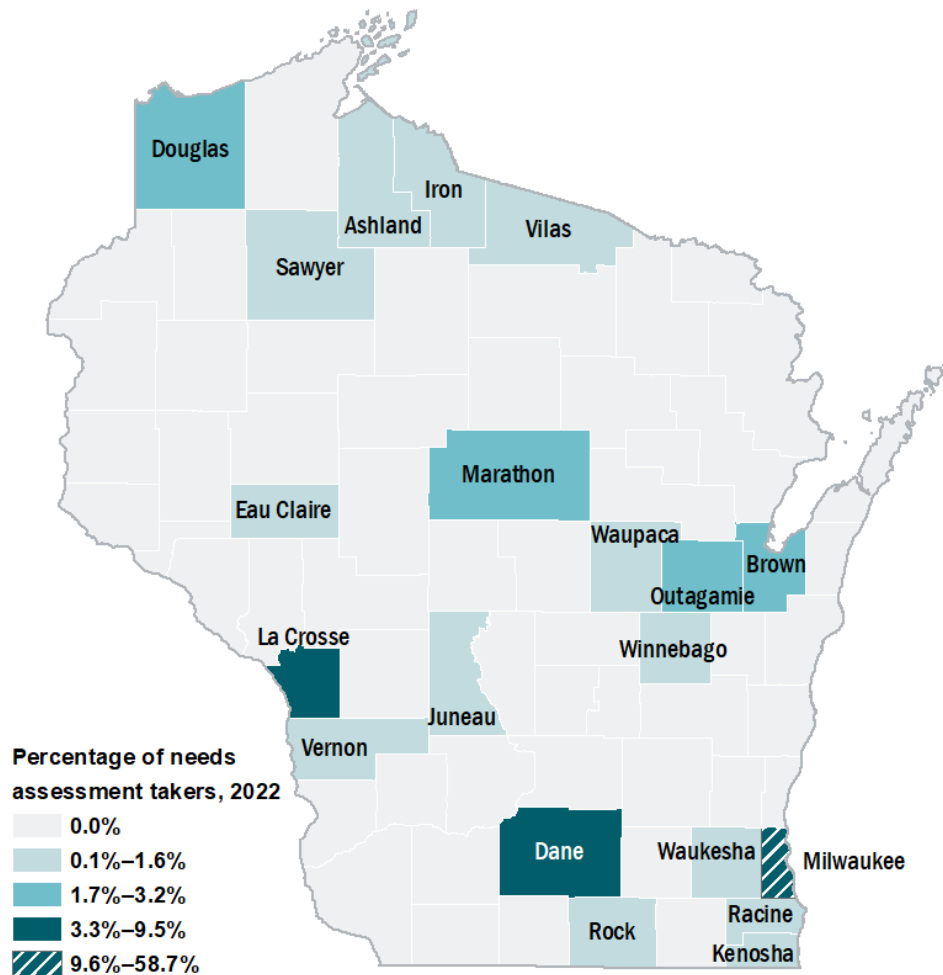 Douglas
Iron
Ashland
Vilas
Sawyer
Marathon
Eau Claire
Waupaca
Brown
Outagamie
La Crosse
Winnebago
Juneau
Vernon
Percentage of needs
assessment takers, 2022
0.0%
0.1%–1.6%
1.7%–3.2%
3.3%–9.5%
9.6%–58.7%
Dane
Waukesha
Milwaukee
Racine
Rock
Kenosha